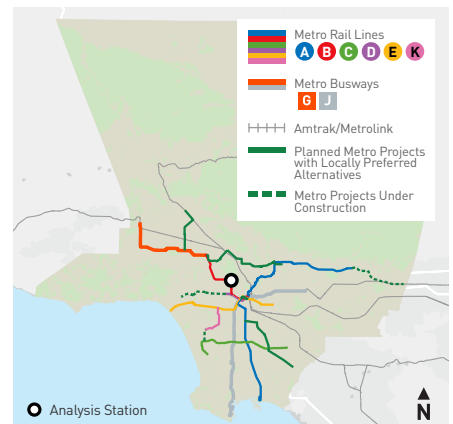 Metro Rail Lines
A B C D E K
Metro Busways
G J
Amtrak/Metrolink
Planned Metro Projects
with Locally Preferred
Alternatives
Metro Projects Under
Construction
Analysis Station
N